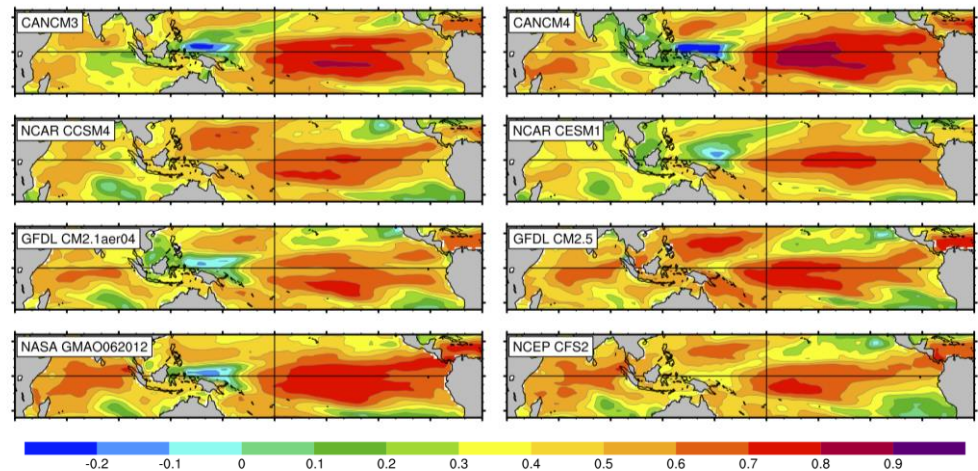 CANCM3
CANCM4
NCAR CCSM4
NCAR CESM1
GFDL CM2.1aer04
GFDL CM2.5
NASA GMAO062012
NCEP CFS2
-0.2 -0.1 0 0.1 0.2 0.3 0.4 0.5 0.6 0.7 0.8 0.9